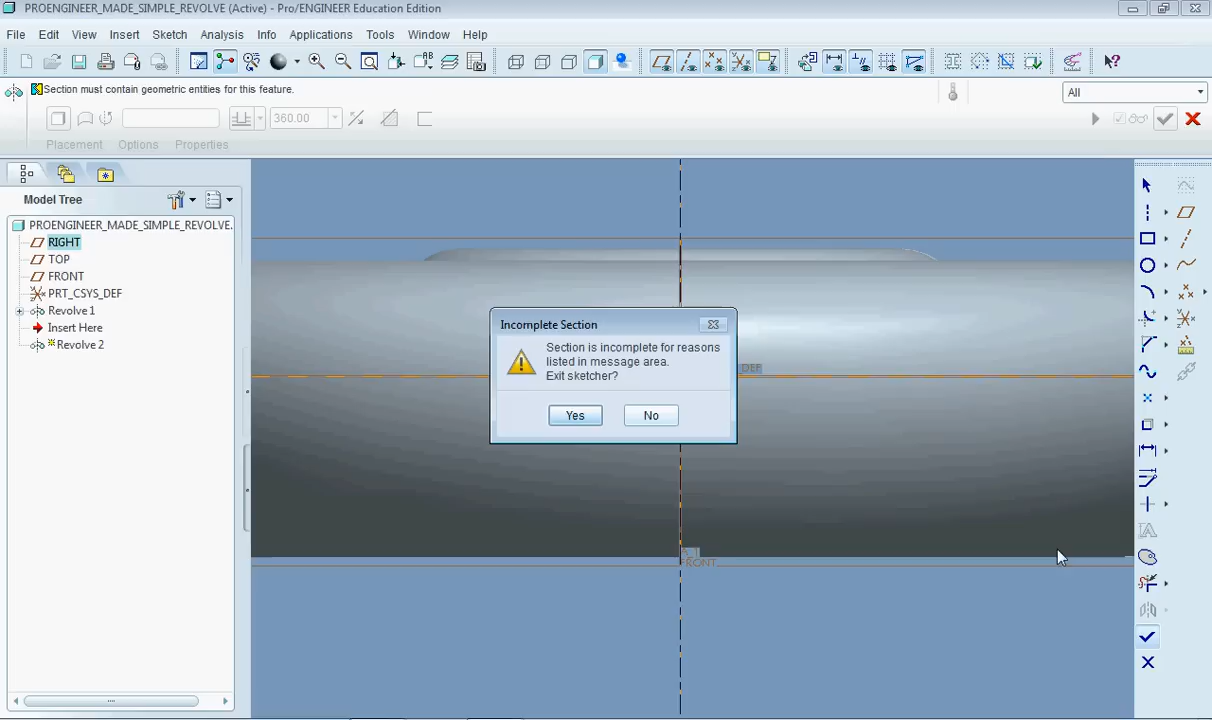 PROENGINEER_MADE_SIMPLE_REVOLVE (Active) - Pro/ENGINEER Education Edition
File Edit View Insert Sketch Analysis Info Applications Tools Window Help
Section must contain geometric entities for this feature.
All
360.00
Placement Options Properties
Model Tree
PROENGINEER_MADE_SIMPLE_REVOLVE.
RIGHT
TOP
FRONT
PRT_CSYS_DEF
Revolve 1
Insert Here
Revolve 2
Incomplete Section
Section is incomplete for reasons
listed in message area.
Exit sketcher?
Yes No
DEF
FRONT